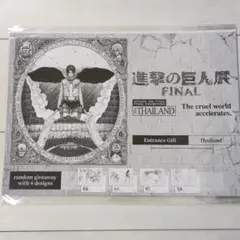 進撃の巨人展
FINAL
in THAILAND
The cruel world
accelerates.
Entrance Gift
Thailand
random giveaway
with 4 designs